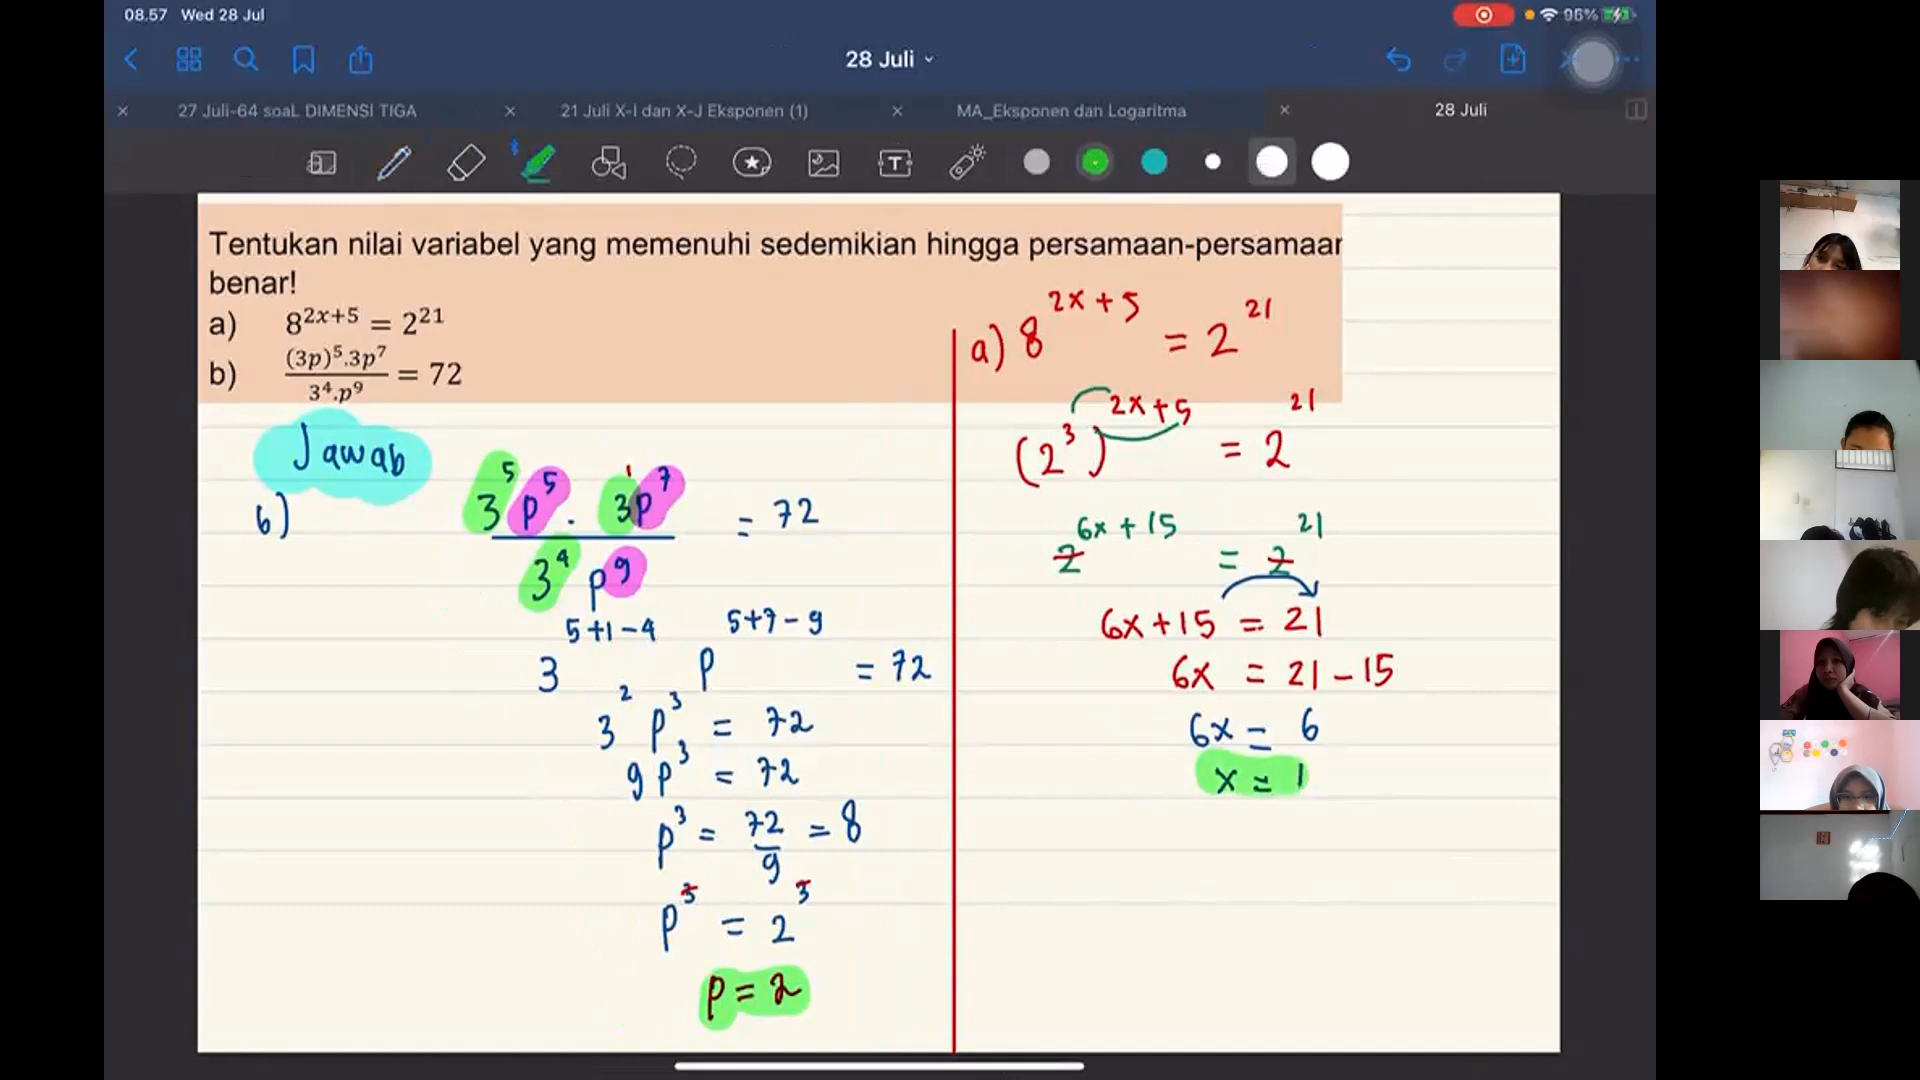 08.57 Wed 28 Jul
96%
28 Juli
27 Juli-64 soaL DIMENSI TIGA
21 Juli X-I dan X-J Eksponen (1)
MA_Eksponen dan Logaritma
28 Juli
Tentukan nilai variabel yang memenuhi sedemikian hingga persamaan-persamaan
benar!
a) 8^{2x+5} = 2^{21}
b) \frac{(3p)^5.3p^7}{3^4.p^9} = 72
Jawab
b) \frac{3^5 p^5 . 3^1 p^7}{3^4 p^9} = 72
3^{5+1-4} p^{5+7-9} = 72
3^2 p^3 = 72
9p^3 = 72
p^3 = \frac{72}{9} = 8
p^3 = 2^3
p = 2
a) 8^{2x+5} = 2^{21}
(2^3)^{2x+5} = 2^{21}
2^{6x+15} = 2^{21}
6x+15 = 21
6x = 21-15
6x = 6
x = 1